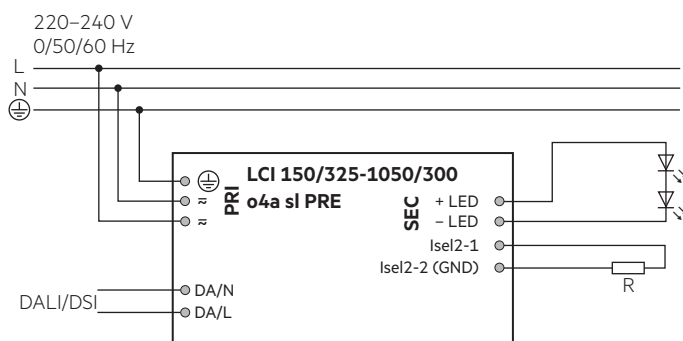 220–240 V
0/50/60 Hz
L
N
LCI 150/325-1050/300
o4a sl PRE
PRI
SEC
+ LED
– LED
Isel2-1
Isel2-2 (GND)
R
DALI/DSI
DA/N
DA/L